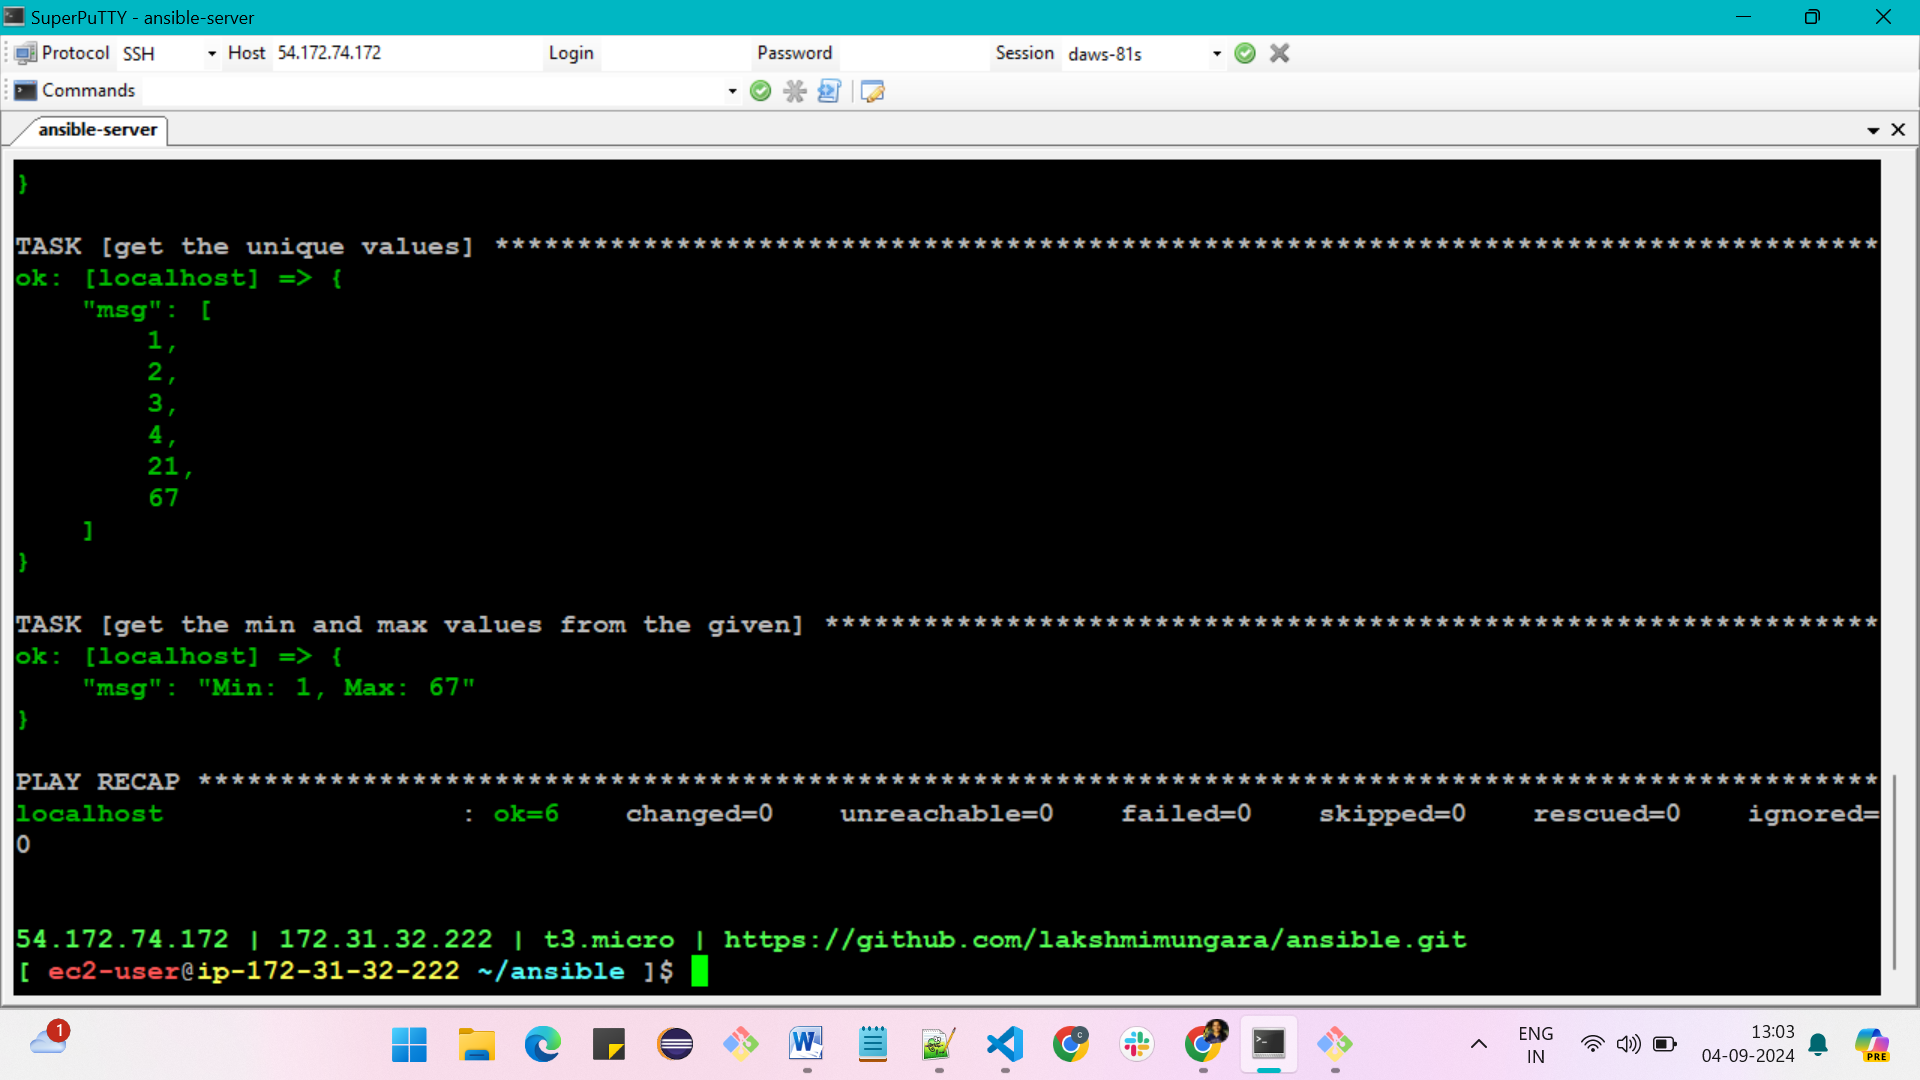 SuperPuTTY - ansible-server
Protocol SSH Host 54.172.74.172 Login Password Session daws-81s
Commands
ansible-server
}
TASK [get the unique values] ************************************************************************************
ok: [localhost] => {
    "msg": [
        1,
        2,
        3,
        4,
        21,
        67
    ]
}
TASK [get the min and max values from the given] ****************************************************************
ok: [localhost] => {
    "msg": "Min: 1, Max: 67"
}
PLAY RECAP ******************************************************************************************************
localhost                  : ok=6    changed=0    unreachable=0    failed=0    skipped=0    rescued=0    ignored=
0
54.172.74.172 | 172.31.32.222 | t3.micro | https://github.com/lakshmimungara/ansible.git
[ ec2-user@ip-172-31-32-222 ~/ansible ]$
1
ENG
IN
13:03
04-09-2024
PRE